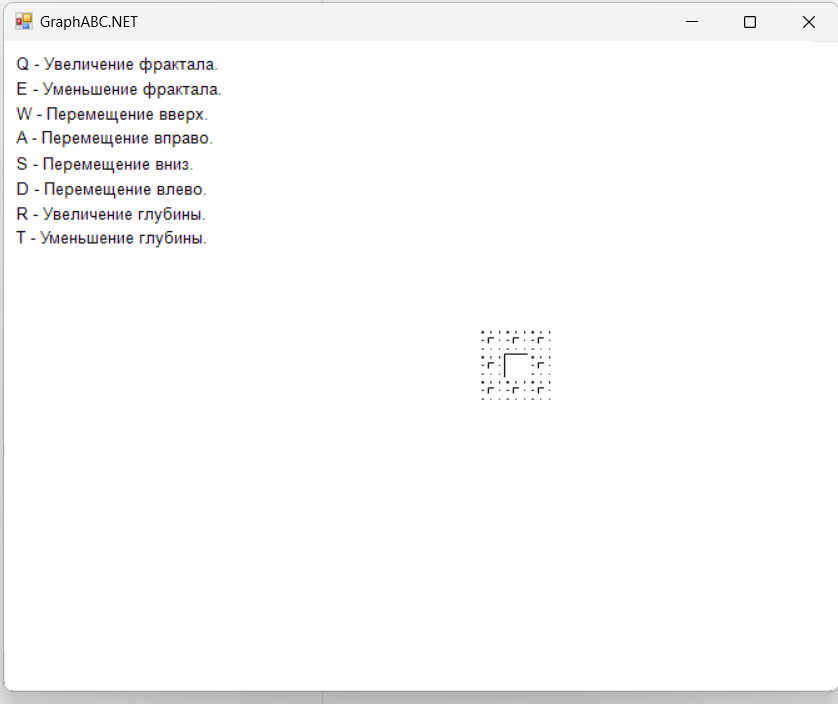 GraphABC.NET
Q - Увеличение фрактала.
E - Уменьшение фрактала.
W - Перемещение вверх.
A - Перемещение вправо.
S - Перемещение вниз.
D - Перемещение влево.
R - Увеличение глубины.
T - Уменьшение глубины.